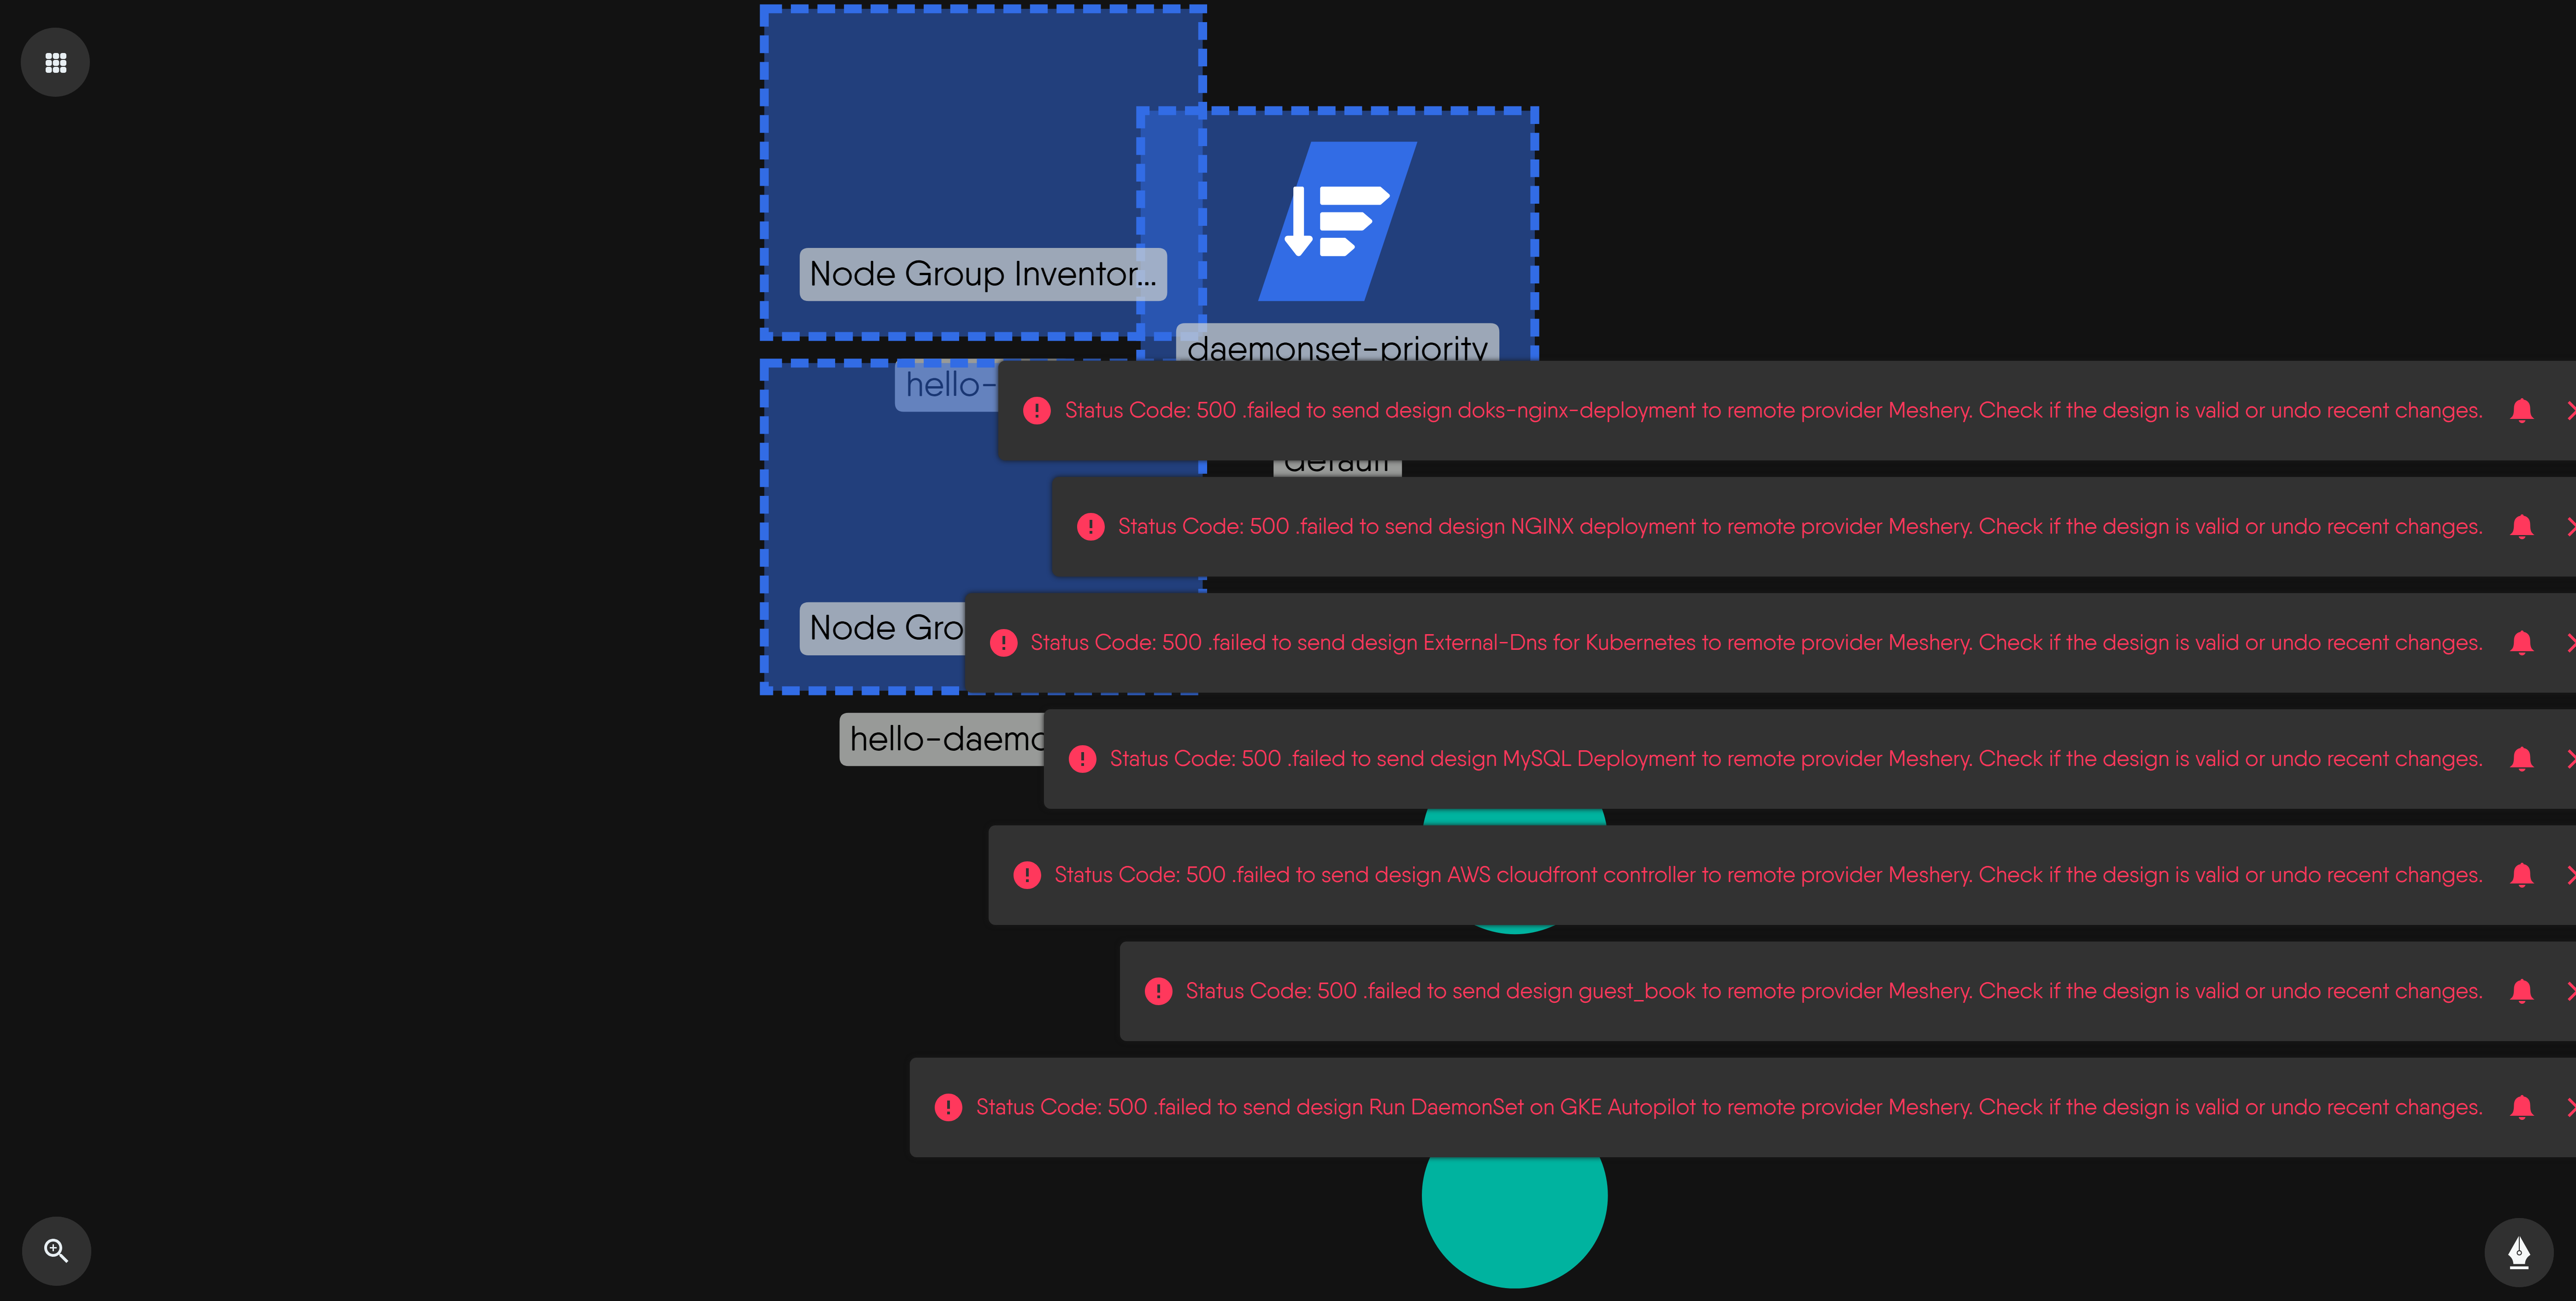 Node Group Inventor...
daemonset-priority
hello-
Status Code: 500 .failed to send design doks-nginx-deployment to remote provider Meshery. Check if the design is valid or undo recent changes.
default
Status Code: 500 .failed to send design NGINX deployment to remote provider Meshery. Check if the design is valid or undo recent changes.
Node Gro
Status Code: 500 .failed to send design External-Dns for Kubernetes to remote provider Meshery. Check if the design is valid or undo recent changes.
hello-daemo
Status Code: 500 .failed to send design MySQL Deployment to remote provider Meshery. Check if the design is valid or undo recent changes.
Status Code: 500 .failed to send design AWS cloudfront controller to remote provider Meshery. Check if the design is valid or undo recent changes.
Status Code: 500 .failed to send design guest_book to remote provider Meshery. Check if the design is valid or undo recent changes.
Status Code: 500 .failed to send design Run DaemonSet on GKE Autopilot to remote provider Meshery. Check if the design is valid or undo recent changes.